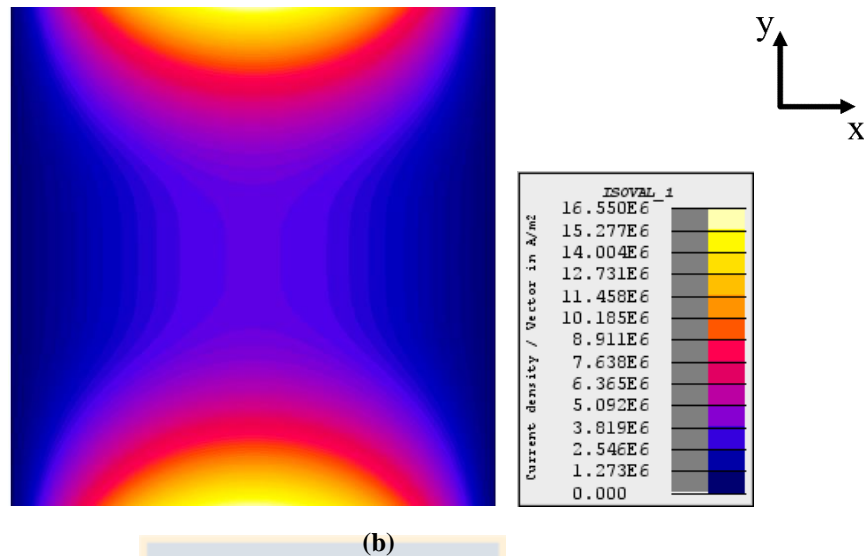 y
x
ISOVAL_1
Current density / Vector in A/m2
16.550E6
15.277E6
14.004E6
12.731E6
11.458E6
10.185E6
8.911E6
7.638E6
6.365E6
5.092E6
3.819E6
2.546E6
1.273E6
0.000
(b)